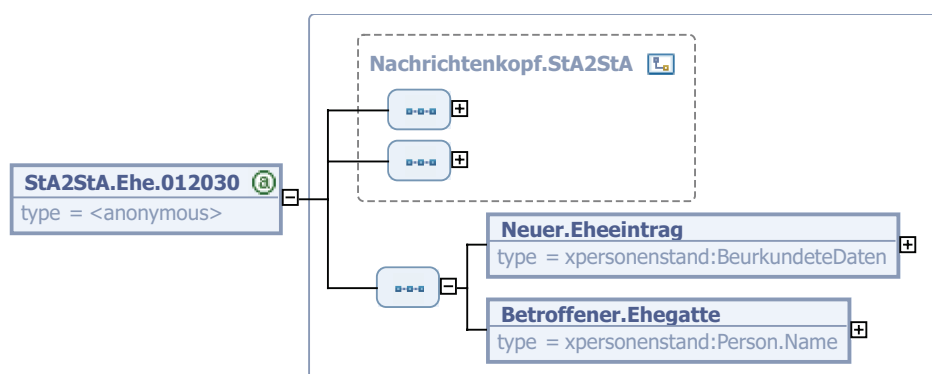 Nachrichtenkopf.StA2StA
StA2StA.Ehe.012030 @
type = <anonymous>
Neuer.Eheeintrag
type = xpersonenstand:BeurkundeteDaten
Betroffener.Ehegatte
type = xpersonenstand:Person.Name